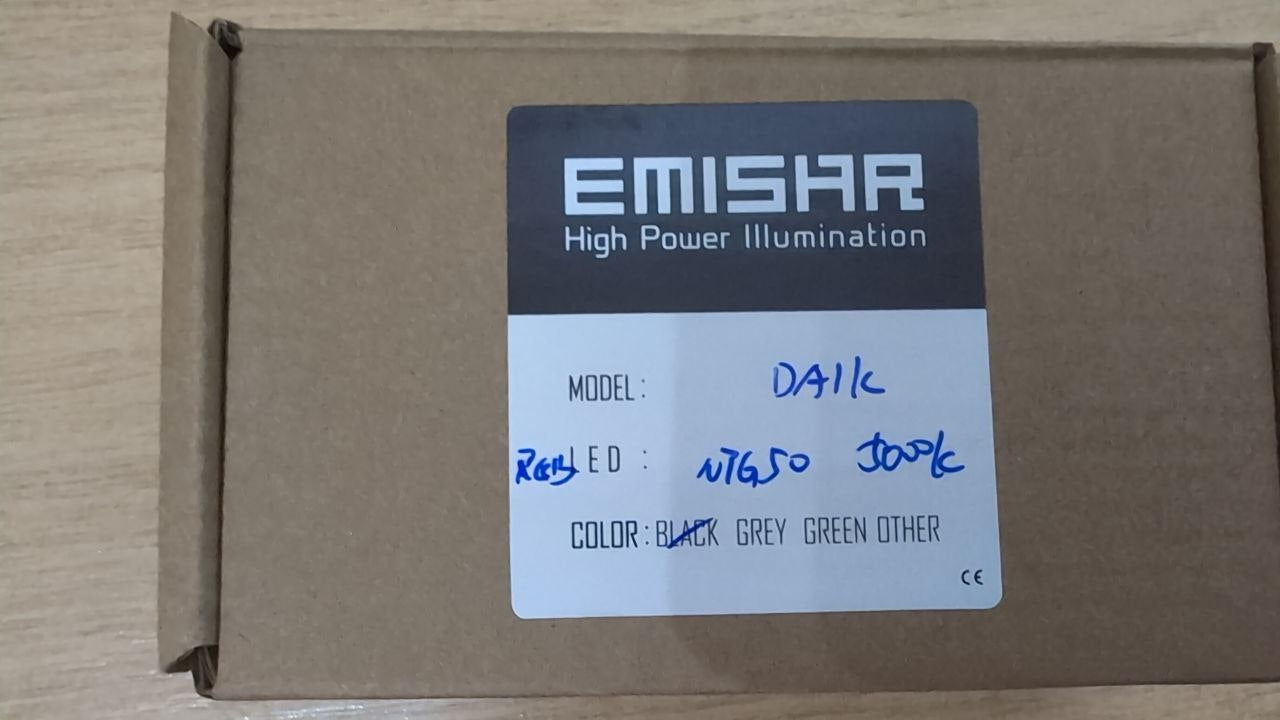 EMISAR
High Power Illumination
MODEL: DA1K
RGB LED: NTG50 5000K
COLOR: BLACK GREY GREEN OTHER
CE